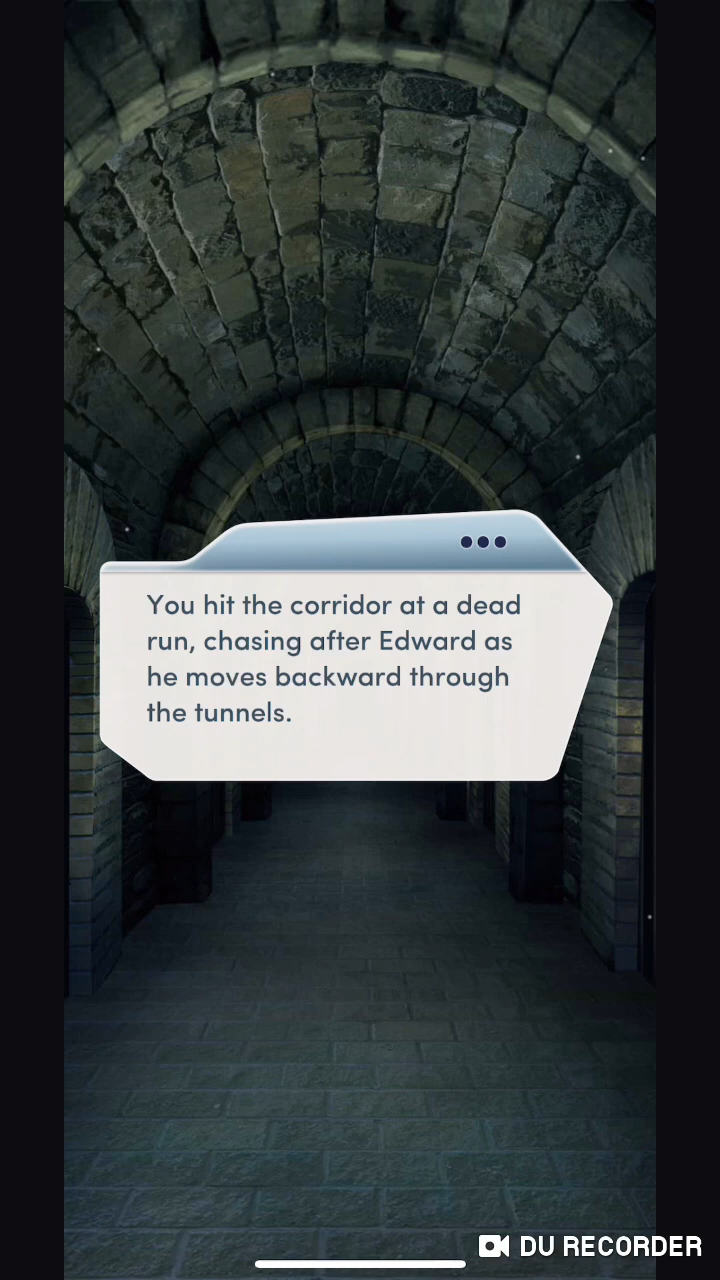 You hit the corridor at a dead
run, chasing after Edward as
he moves backward through
the tunnels.
DU RECORDER